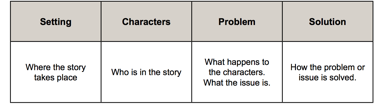 Setting
Characters
Problem
Solution
Where the story
takes place
Who is in the story
What happens to
the characters.
What the issue is.
How the problem or
issue is solved.